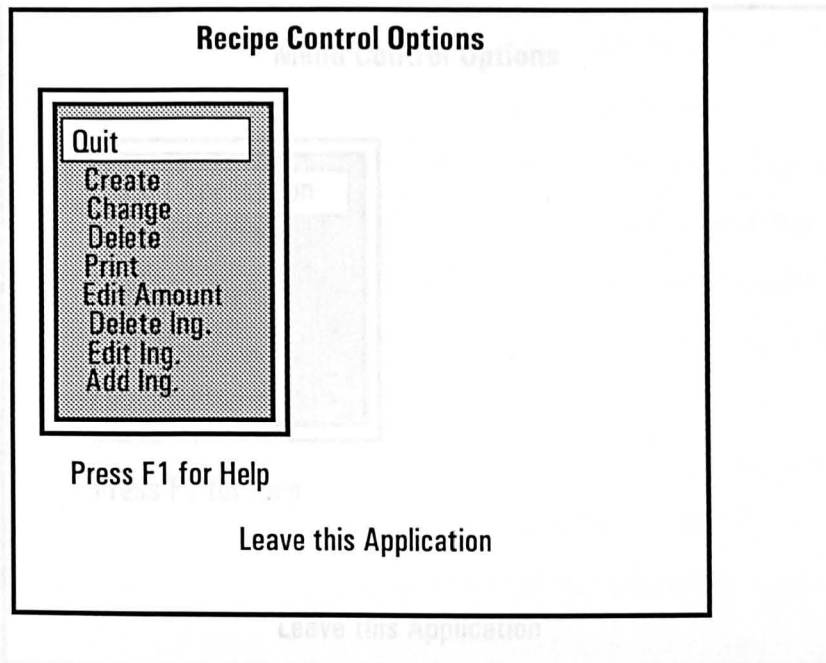 Recipe Control Options
Quit
Create
Change
Delete
Print
Edit Amount
Delete Ing.
Edit Ing.
Add Ing.
Press F1 for Help
Leave this Application